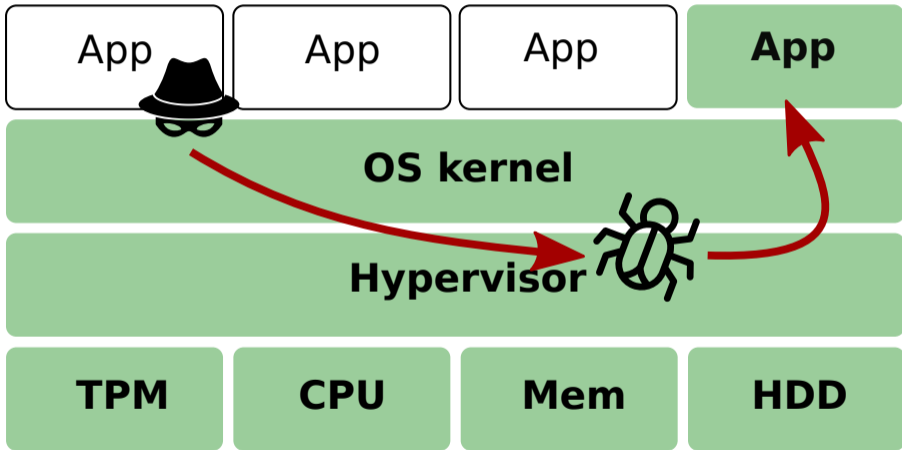 App
App
App
App
OS kernel
Hypervisor
TPM
CPU
Mem
HDD